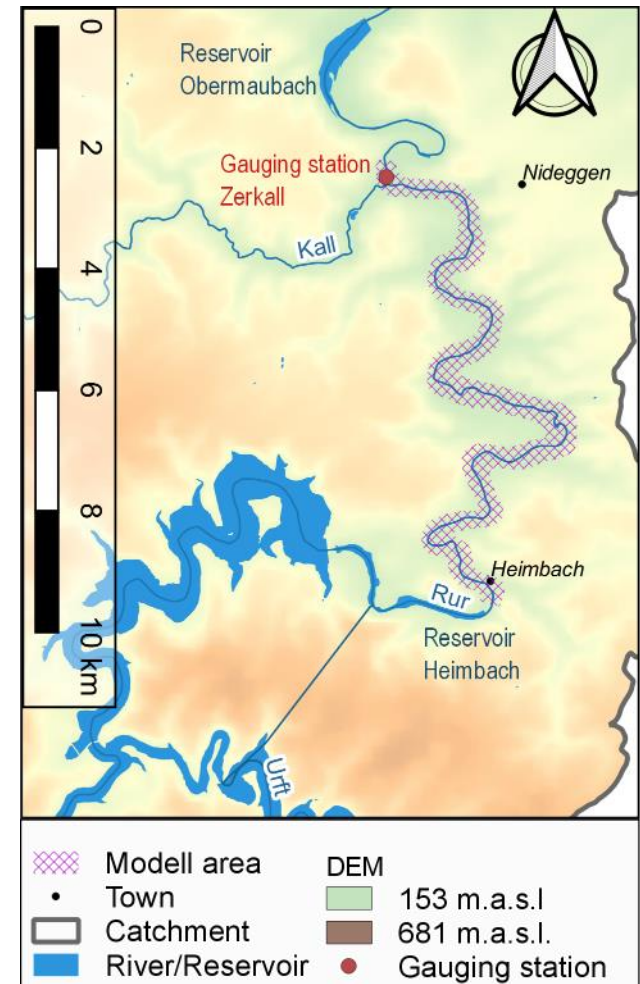 0
2
4
6
8
10 km
Reservoir
Obermaubach
Gauging station
Zerkall
Nideggen
Kall
Heimbach
Rur
Reservoir
Heimbach
Urft
Modell area
Town
Catchment
River/Reservoir
DEM
153 m.a.s.l
681 m.a.s.l.
Gauging station